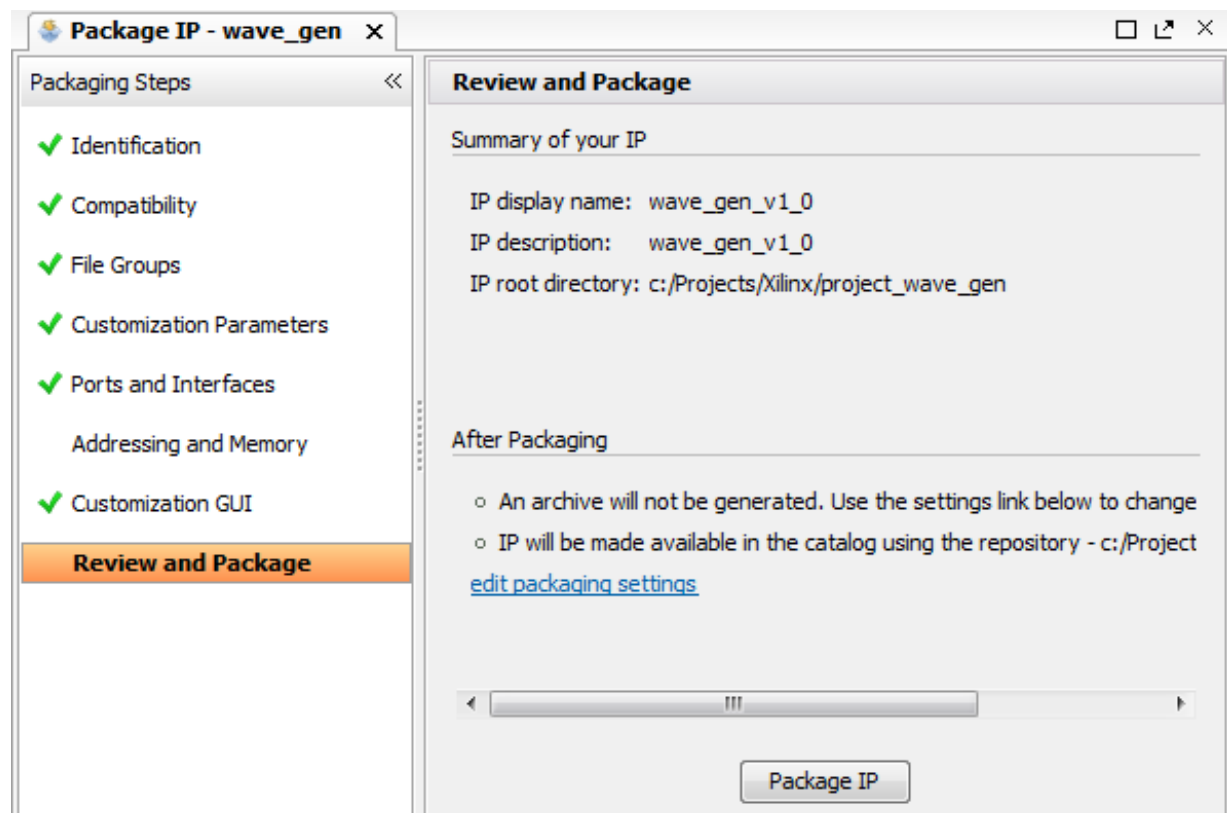 Package IP - wave_gen
Packaging Steps
Identification
Compatibility
File Groups
Customization Parameters
Ports and Interfaces
Addressing and Memory
Customization GUI
Review and Package
Review and Package
Summary of your IP
IP display name: wave_gen_v1_0
IP description: wave_gen_v1_0
IP root directory: c:/Projects/Xilinx/project_wave_gen
After Packaging
An archive will not be generated. Use the settings link below to change
IP will be made available in the catalog using the repository - c:/Project
edit packaging settings
Package IP